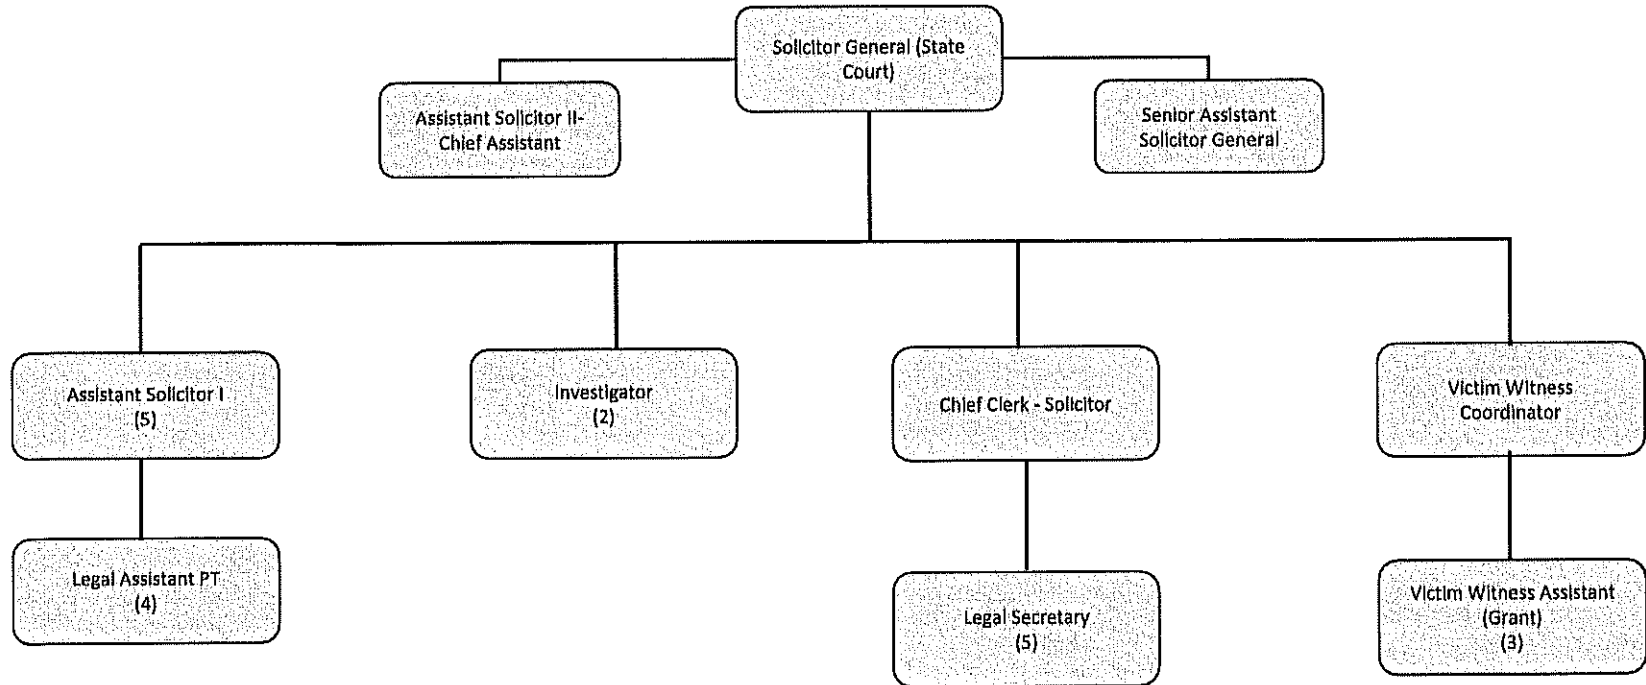 Solicitor General (State
Court)
Assistant Solicitor II-
Chief Assistant
Senior Assistant
Solicitor General
Assistant Solicitor I
(5)
Investigator
(2)
Chief Clerk - Solicitor
Victim Witness
Coordinator
Legal Assistant PT
(4)
Legal Secretary
(5)
Victim Witness Assistant
(Grant)
(3)